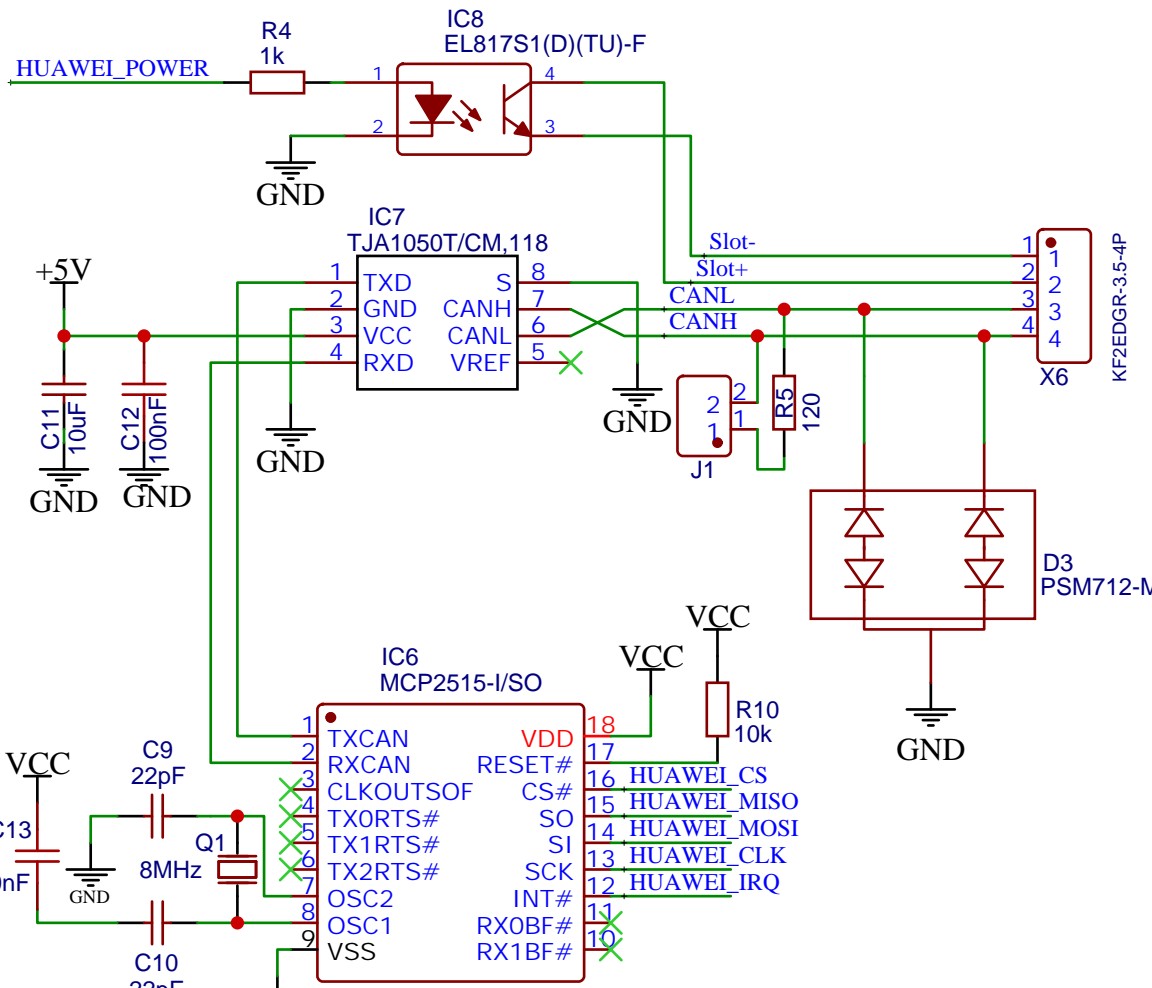 IC8
EL817S1(D)(TU)-F
R4
1k
HUAWEI_POWER
1
2
4
3
GND
IC7
TJA1050T/CM,118
1 TXD
2 GND
3 VCC
4 RXD
S 8
CANH 7
CANL 6
VREF 5
+5V
C11
10uF
GND
C12
100nF
GND
GND
GND
Slot-
Slot+
CANL
CANH
1 1
2 2
3 3
4 4
X6
KF2EDGR-3.5-4P
2 2
1 1
J1
R5
120
D3
PSM712-M
GND
VCC
VCC
R10
10k
IC6
MCP2515-I/SO
1 TXCAN
2 RXCAN
3 CLKOUTSOF
4 TX0RTS#
5 TX1RTS#
6 TX2RTS#
7 OSC2
8 OSC1
9 VSS
VDD 18
RESET# 17
CS# 16 HUAWEI_CS
SO 15 HUAWEI_MISO
SI 14 HUAWEI_MOSI
SCK 13 HUAWEI_CLK
INT# 12 HUAWEI_IRQ
RX0BF# 11
RX1BF# 10
VCC
C9
22pF
C13
nF
GND
Q1
8MHz
C10
22pF